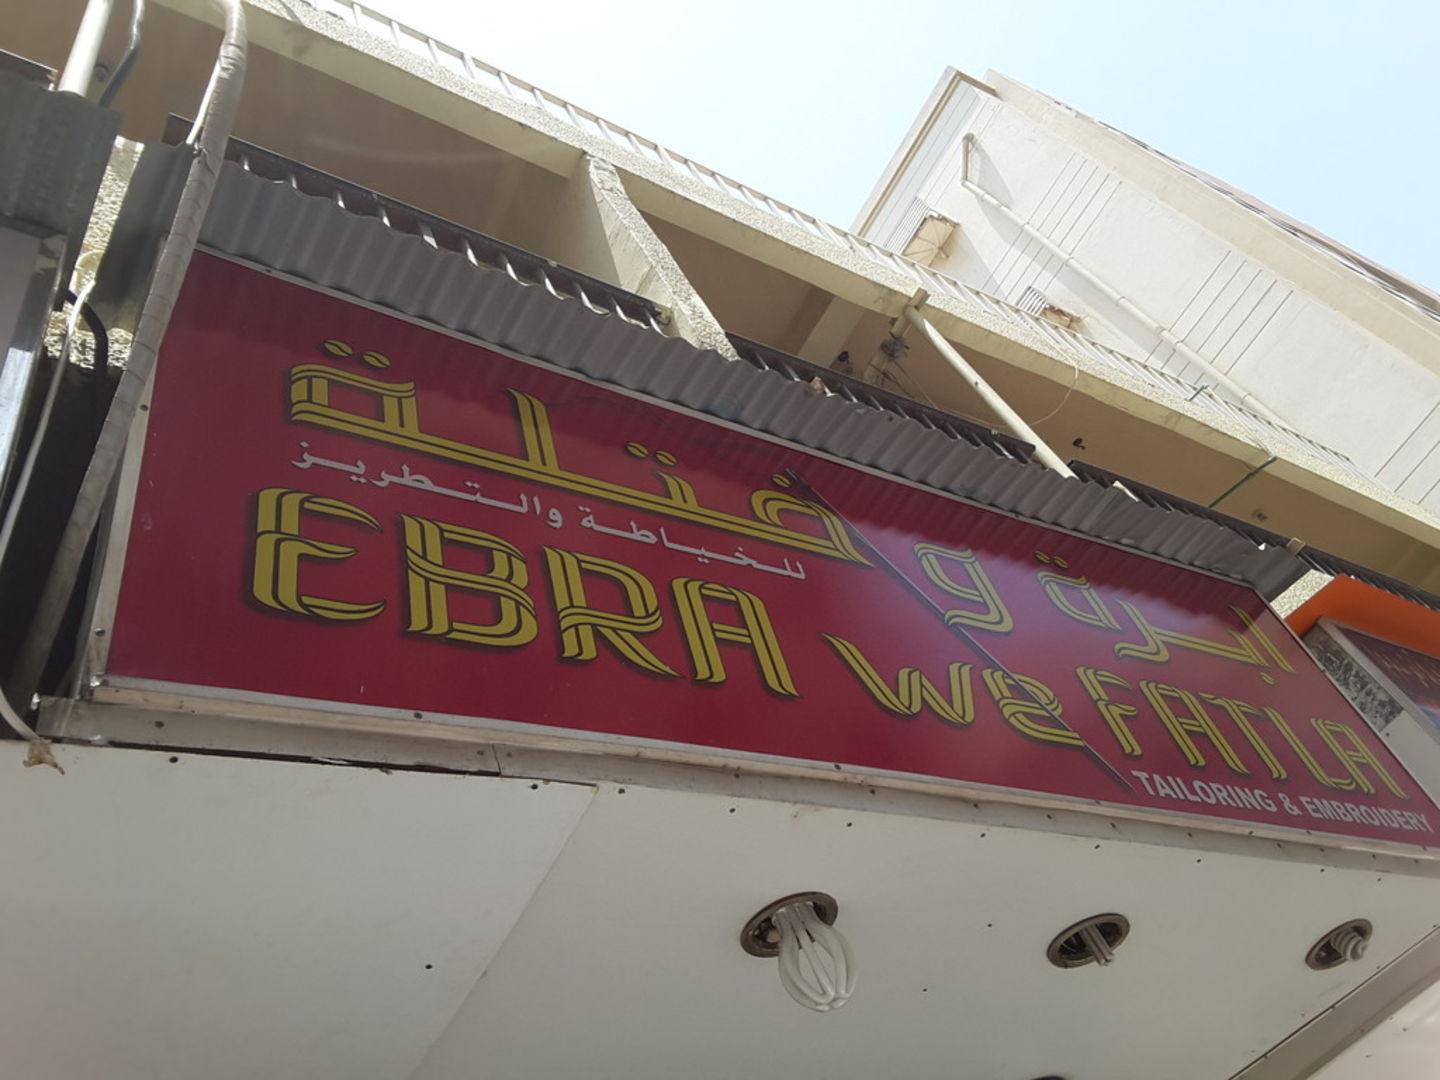 إبرة و فتلة
للخياطة والتطريز
EBRA we FATLA
TAILORING & EMBROIDERY